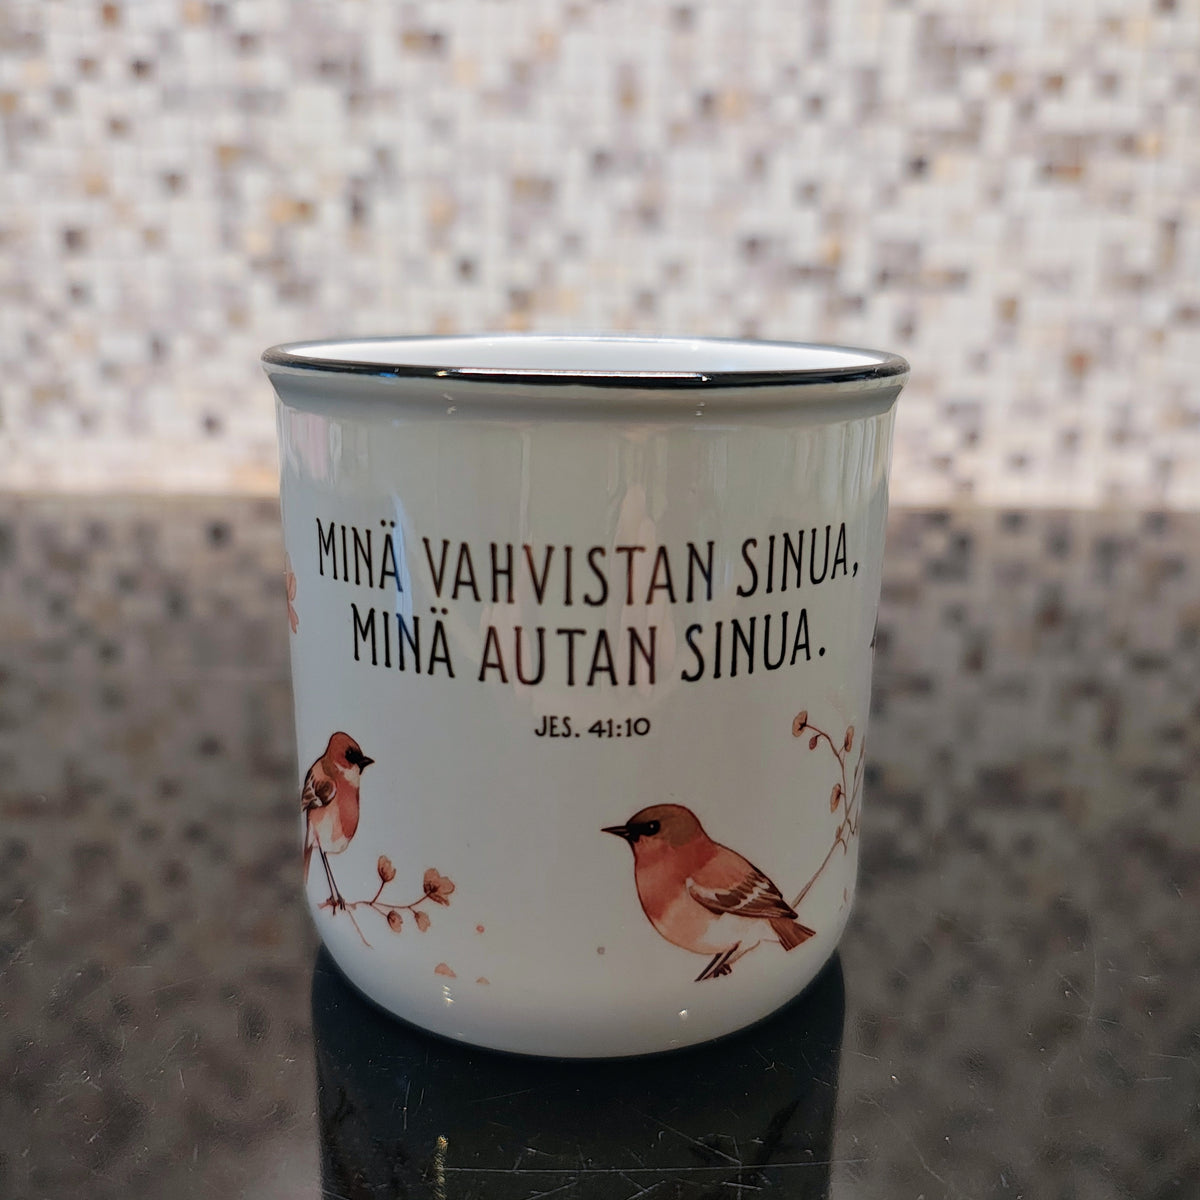 MINÄ VAHVISTAN SINUA,
MINÄ AUTAN SINUA.
JES. 41:10